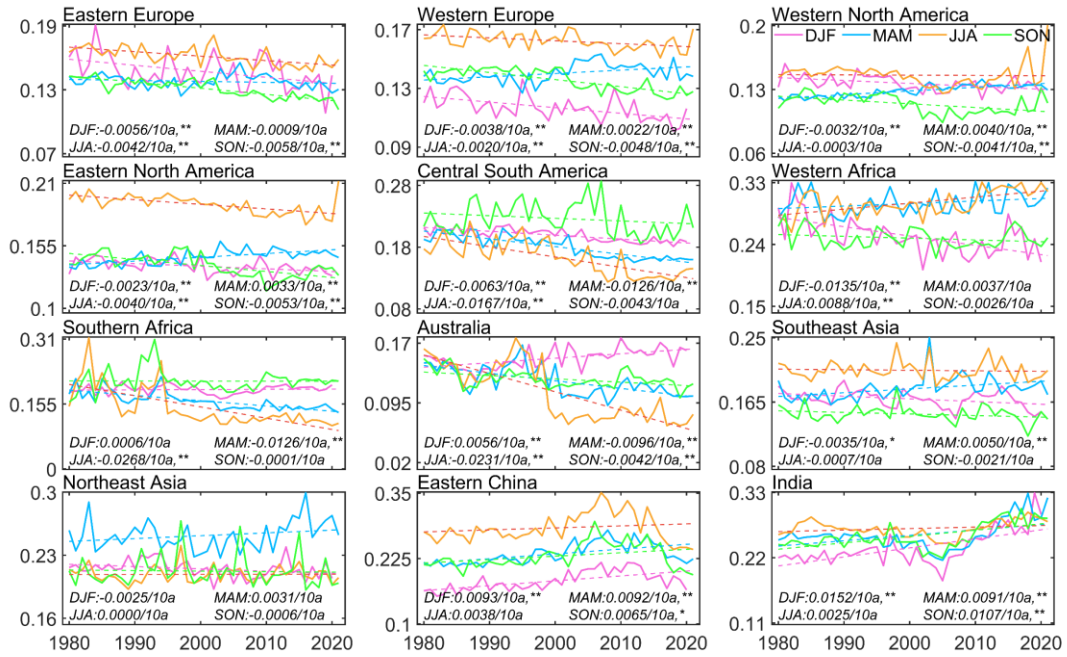 Eastern Europe
0.19
0.13
0.07
DJF:-0.0056/10a,** MAM:-0.0009/10a
JJA:-0.0042/10a,** SON:-0.0058/10a,**
Western Europe
0.17
0.13
0.09
DJF:-0.0038/10a,** MAM:0.0022/10a,**
JJA:-0.0020/10a,** SON:-0.0048/10a,**
Western North America
DJF MAM JJA SON
0.2
0.13
0.06
DJF:-0.0032/10a,** MAM:0.0040/10a,**
JJA:-0.0003/10a SON:-0.0041/10a,**
Eastern North America
0.21
0.155
0.1
DJF:-0.0023/10a,** MAM:0.0033/10a,**
JJA:-0.0040/10a,** SON:-0.0053/10a,**
Central South America
0.28
0.18
0.08
DJF:-0.0063/10a,** MAM:-0.0126/10a,**
JJA:-0.0167/10a,** SON:-0.0043/10a
Western Africa
0.33
0.24
0.15
DJF:-0.0135/10a,** MAM:0.0037/10a
JJA:0.0088/10a,** SON:-0.0026/10a
Southern Africa
0.31
0.155
0
DJF:0.0006/10a MAM:-0.0126/10a,**
JJA:-0.0268/10a,** SON:-0.0001/10a
Australia
0.17
0.095
0.02
DJF:0.0056/10a,** MAM:-0.0096/10a,**
JJA:-0.0231/10a,** SON:-0.0042/10a,**
Southeast Asia
0.25
0.165
0.08
DJF:-0.0035/10a,* MAM:0.0050/10a,**
JJA:-0.0007/10a SON:-0.0021/10a
Northeast Asia
0.3
0.23
0.16
DJF:-0.0025/10a MAM:0.0031/10a
JJA:0.0000/10a SON:-0.0006/10a
1980 1990 2000 2010 2020
Eastern China
0.35
0.225
0.1
DJF:0.0093/10a,** MAM:0.0092/10a,**
JJA:0.0038/10a SON:0.0065/10a,*
1980 1990 2000 2010 2020
India
0.33
0.22
0.11
DJF:0.0152/10a,** MAM:0.0091/10a,**
JJA:0.0025/10a SON:0.0107/10a,**
1980 1990 2000 2010 2020